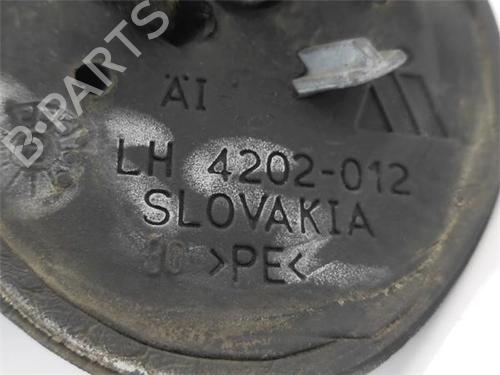 B-PARTS
ÄI
LH 4202-012
SLOVAKIA
>PE<